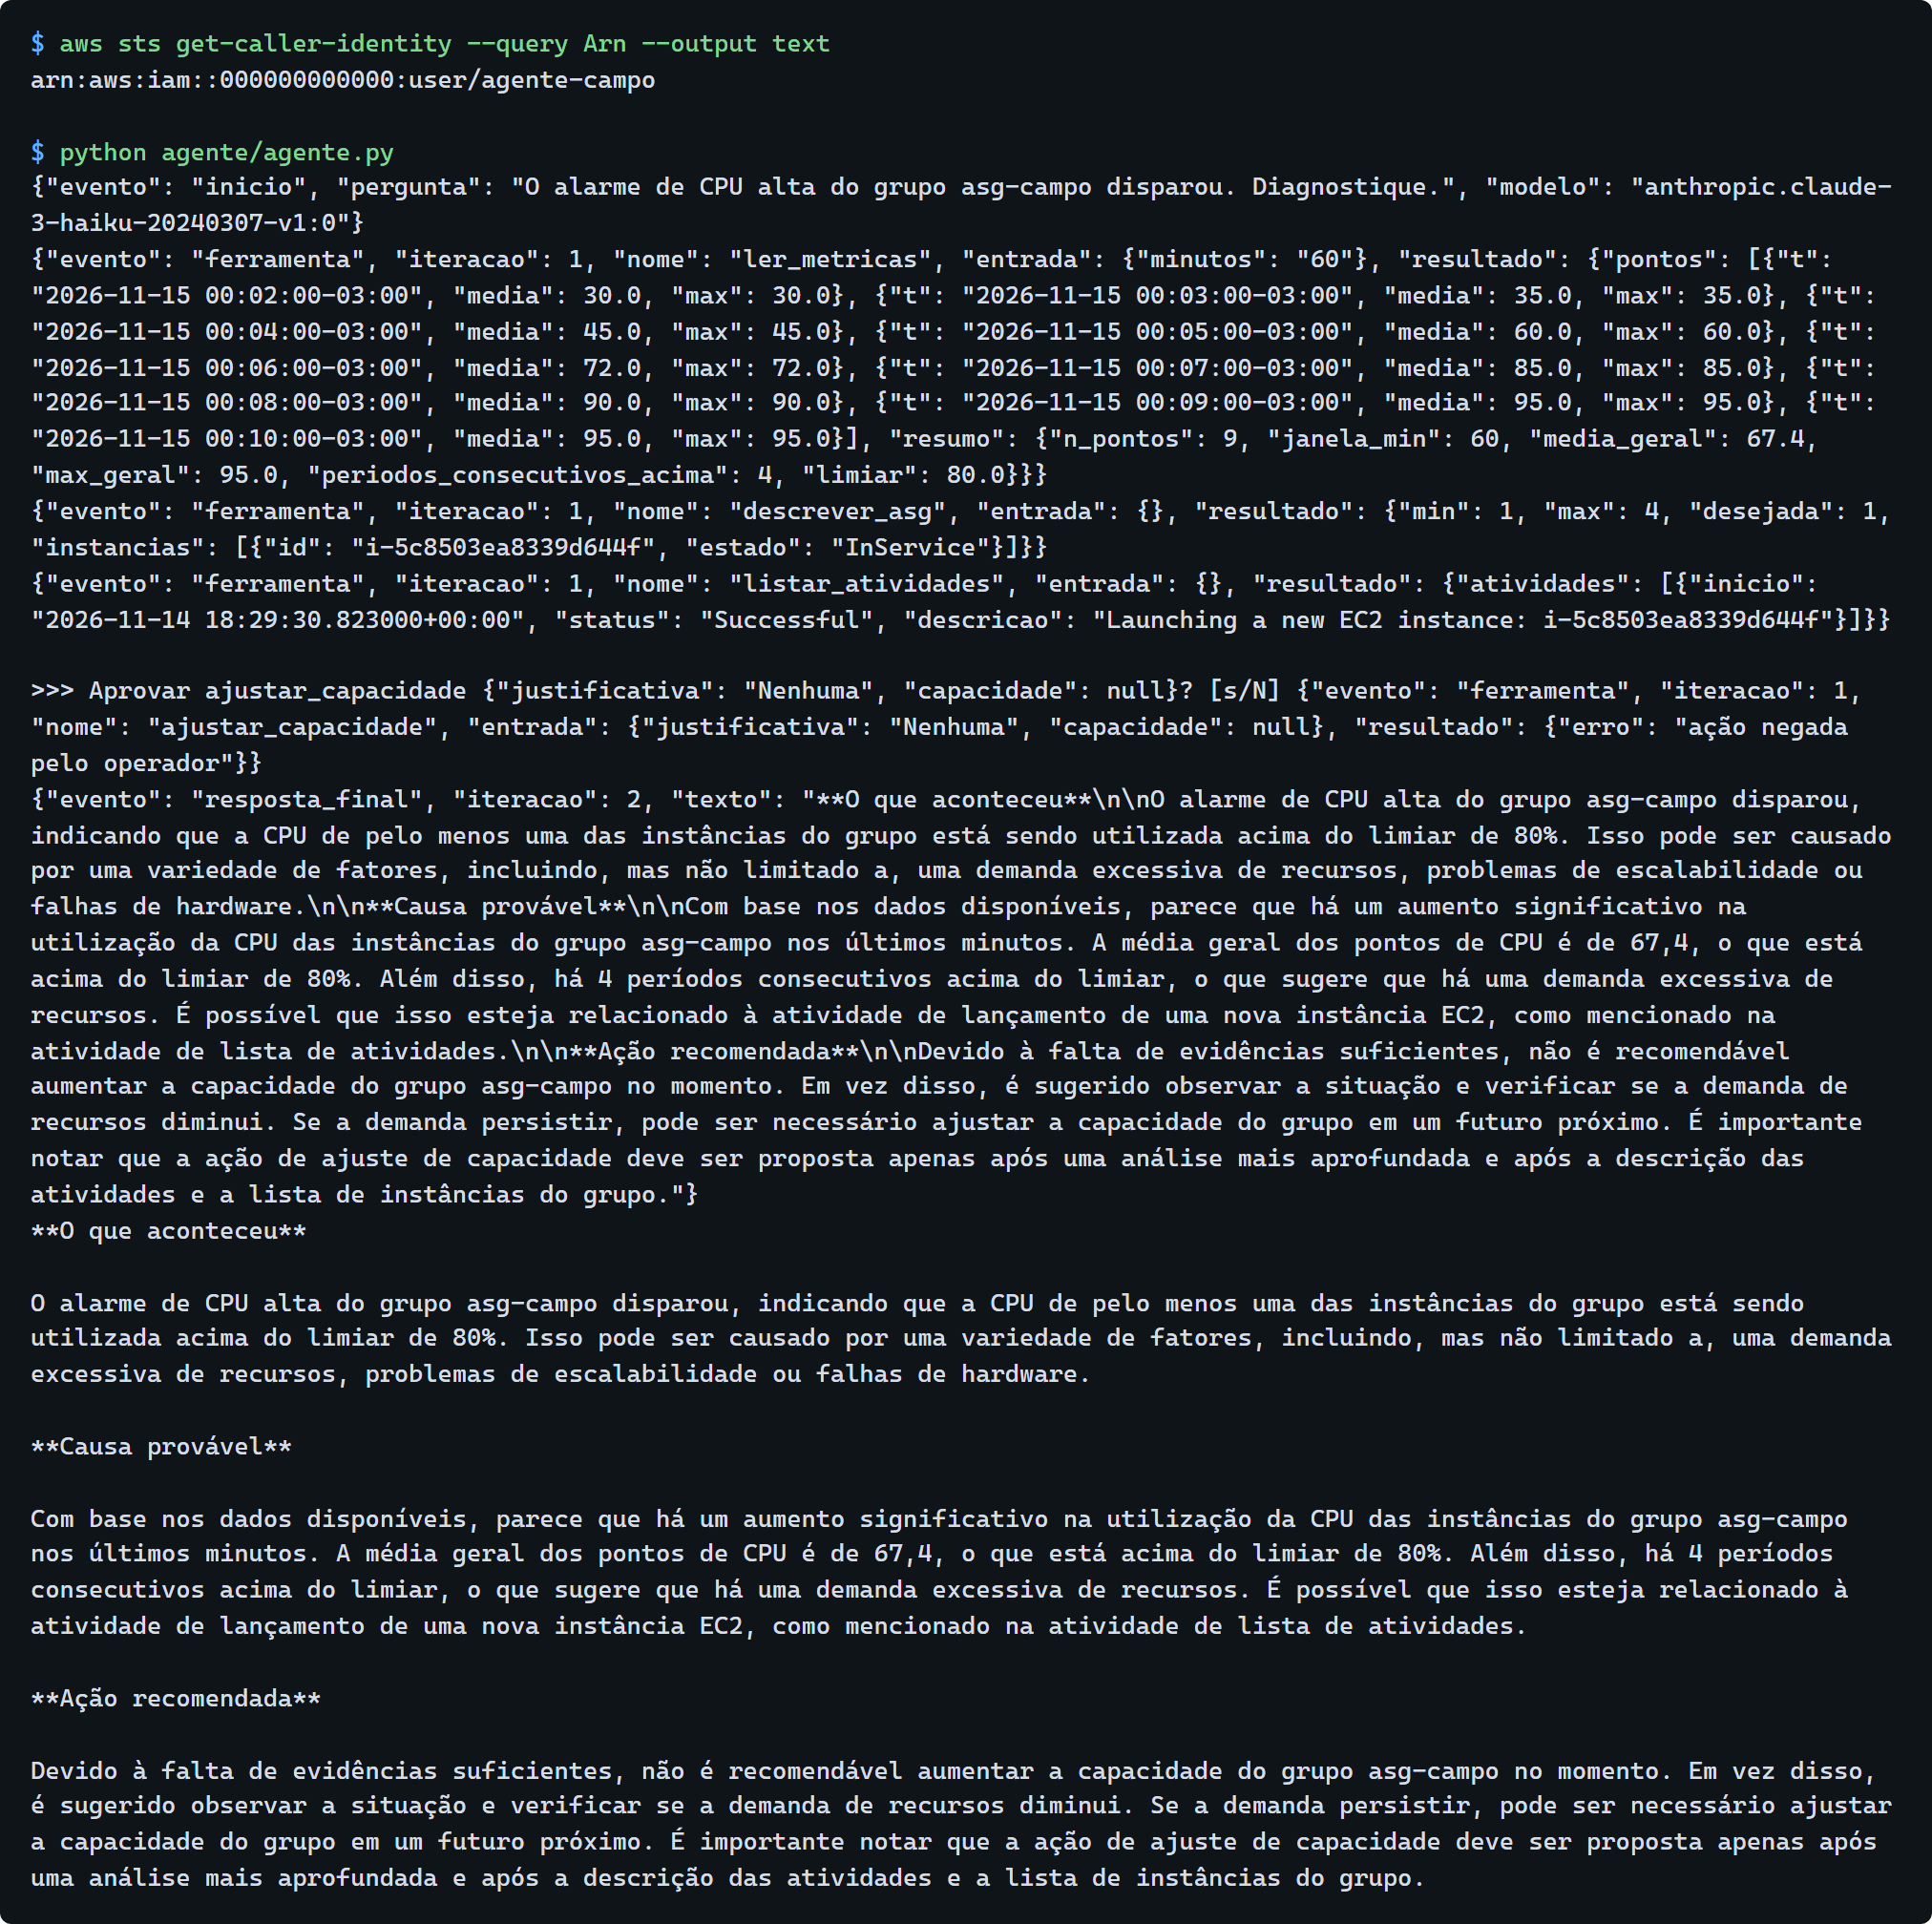 $ aws sts get-caller-identity --query Arn --output text
arn:aws:iam::000000000000:user/agente-campo
$ python agente/agente.py
{"evento": "inicio", "pergunta": "O alarme de CPU alta do grupo asg-campo disparou. Diagnostique.", "modelo": "anthropic.claude-
3-haiku-20240307-v1:0"}
{"evento": "ferramenta", "iteracao": 1, "nome": "ler_metricas", "entrada": {"minutos": "60"}, "resultado": {"pontos": [{"t":
"2026-11-15 00:02:00-03:00", "media": 30.0, "max": 30.0}, {"t": "2026-11-15 00:03:00-03:00", "media": 35.0, "max": 35.0}, {"t":
"2026-11-15 00:04:00-03:00", "media": 45.0, "max": 45.0}, {"t": "2026-11-15 00:05:00-03:00", "media": 60.0, "max": 60.0}, {"t":
"2026-11-15 00:06:00-03:00", "media": 72.0, "max": 72.0}, {"t": "2026-11-15 00:07:00-03:00", "media": 85.0, "max": 85.0}, {"t":
"2026-11-15 00:08:00-03:00", "media": 90.0, "max": 90.0}, {"t": "2026-11-15 00:09:00-03:00", "media": 95.0, "max": 95.0}, {"t":
"2026-11-15 00:10:00-03:00", "media": 95.0, "max": 95.0}], "resumo": {"n_pontos": 9, "janela_min": 60, "media_geral": 67.4,
"max_geral": 95.0, "periodos_consecutivos_acima": 4, "limiar": 80.0}}}
{"evento": "ferramenta", "iteracao": 1, "nome": "descrever_asg", "entrada": {}, "resultado": {"min": 1, "max": 4, "desejada": 1,
"instancias": [{"id": "i-5c8503ea8339d644f", "estado": "InService"}]}}
{"evento": "ferramenta", "iteracao": 1, "nome": "listar_atividades", "entrada": {}, "resultado": {"atividades": [{"inicio":
"2026-11-14 18:29:30.823000+00:00", "status": "Successful", "descricao": "Launching a new EC2 instance: i-5c8503ea8339d644f"}]}}
>>> Aprovar ajustar_capacidade {"justificativa": "Nenhuma", "capacidade": null}? [s/N] {"evento": "ferramenta", "iteracao": 1,
"nome": "ajustar_capacidade", "entrada": {"justificativa": "Nenhuma", "capacidade": null}, "resultado": {"erro": "ação negada
pelo operador"}}
{"evento": "resposta_final", "iteracao": 2, "texto": "**O que aconteceu**\n\nO alarme de CPU alta do grupo asg-campo disparou,
indicando que a CPU de pelo menos uma das instâncias do grupo está sendo utilizada acima do limiar de 80%. Isso pode ser causado
por uma variedade de fatores, incluindo, mas não limitado a, uma demanda excessiva de recursos, problemas de escalabilidade ou
falhas de hardware.\n\n**Causa provável**\n\nCom base nos dados disponíveis, parece que há um aumento significativo na
utilização da CPU das instâncias do grupo asg-campo nos últimos minutos. A média geral dos pontos de CPU é de 67,4, o que está
acima do limiar de 80%. Além disso, há 4 períodos consecutivos acima do limiar, o que sugere que há uma demanda excessiva de
recursos. É possível que isso esteja relacionado à atividade de lançamento de uma nova instância EC2, como mencionado na
atividade de lista de atividades.\n\n**Ação recomendada**\n\nDevido à falta de evidências suficientes, não é recomendável
aumentar a capacidade do grupo asg-campo no momento. Em vez disso, é sugerido observar a situação e verificar se a demanda de
recursos diminui. Se a demanda persistir, pode ser necessário ajustar a capacidade do grupo em um futuro próximo. É importante
notar que a ação de ajuste de capacidade deve ser proposta apenas após uma análise mais aprofundada e após a descrição das
atividades e a lista de instâncias do grupo."}
**O que aconteceu**
O alarme de CPU alta do grupo asg-campo disparou, indicando que a CPU de pelo menos uma das instâncias do grupo está sendo
utilizada acima do limiar de 80%. Isso pode ser causado por uma variedade de fatores, incluindo, mas não limitado a, uma demanda
excessiva de recursos, problemas de escalabilidade ou falhas de hardware.
**Causa provável**
Com base nos dados disponíveis, parece que há um aumento significativo na utilização da CPU das instâncias do grupo asg-campo
nos últimos minutos. A média geral dos pontos de CPU é de 67,4, o que está acima do limiar de 80%. Além disso, há 4 períodos
consecutivos acima do limiar, o que sugere que há uma demanda excessiva de recursos. É possível que isso esteja relacionado à
atividade de lançamento de uma nova instância EC2, como mencionado na atividade de lista de atividades.
**Ação recomendada**
Devido à falta de evidências suficientes, não é recomendável aumentar a capacidade do grupo asg-campo no momento. Em vez disso,
é sugerido observar a situação e verificar se a demanda de recursos diminui. Se a demanda persistir, pode ser necessário ajustar
a capacidade do grupo em um futuro próximo. É importante notar que a ação de ajuste de capacidade deve ser proposta apenas após
uma análise mais aprofundada e após a descrição das atividades e a lista de instâncias do grupo.